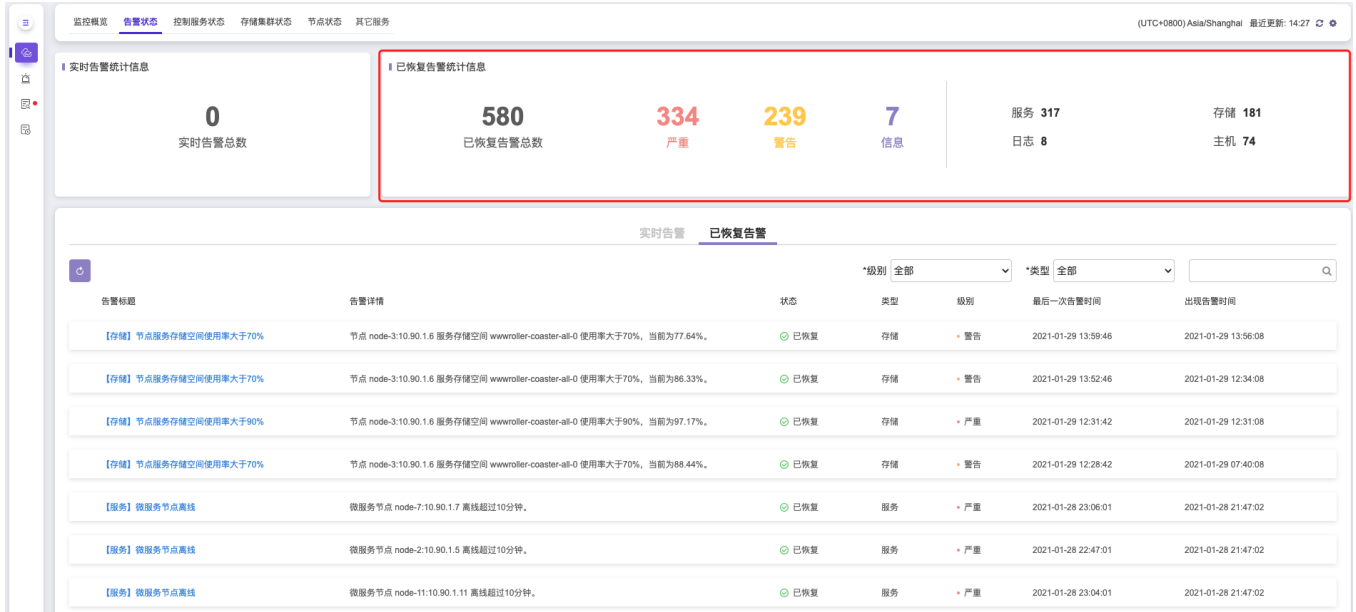 监控概览 告警状态 控制服务状态 存储集群状态 节点状态 其它服务 (UTC+0800) Asia/Shanghai 最近更新: 14:27
实时告警统计信息
0
实时告警总数
已恢复告警统计信息
580 334 239 7
已恢复告警总数 严重 警告 信息
服务 317 存储 181
日志 8 主机 74
实时告警 已恢复告警
*级别 全部 *类型 全部
告警标题 告警详情 状态 类型 级别 最后一次告警时间 出现告警时间
【存储】节点服务存储空间使用率大于70% 节点 node-3:10.90.1.6 服务存储空间 wwwroller-coaster-all-0 使用率大于70%，当前为77.64%。 已恢复 存储 警告 2021-01-29 13:59:46 2021-01-29 13:56:08
【存储】节点服务存储空间使用率大于70% 节点 node-3:10.90.1.6 服务存储空间 wwwroller-coaster-all-0 使用率大于70%，当前为86.33%。 已恢复 存储 警告 2021-01-29 13:52:46 2021-01-29 12:34:08
【存储】节点服务存储空间使用率大于90% 节点 node-3:10.90.1.6 服务存储空间 wwwroller-coaster-all-0 使用率大于90%，当前为97.17%。 已恢复 存储 严重 2021-01-29 12:31:42 2021-01-29 12:31:08
【存储】节点服务存储空间使用率大于70% 节点 node-3:10.90.1.6 服务存储空间 wwwroller-coaster-all-0 使用率大于70%，当前为88.44%。 已恢复 存储 警告 2021-01-29 12:28:42 2021-01-29 07:40:08
【服务】微服务节点离线 微服务节点 node-7:10.90.1.7 离线超过10分钟。 已恢复 服务 严重 2021-01-28 23:06:01 2021-01-28 21:47:02
【服务】微服务节点离线 微服务节点 node-2:10.90.1.5 离线超过10分钟。 已恢复 服务 严重 2021-01-28 22:47:01 2021-01-28 21:47:02
【服务】微服务节点离线 微服务节点 node-11:10.90.1.11 离线超过10分钟。 已恢复 服务 严重 2021-01-28 23:04:01 2021-01-28 21:47:02